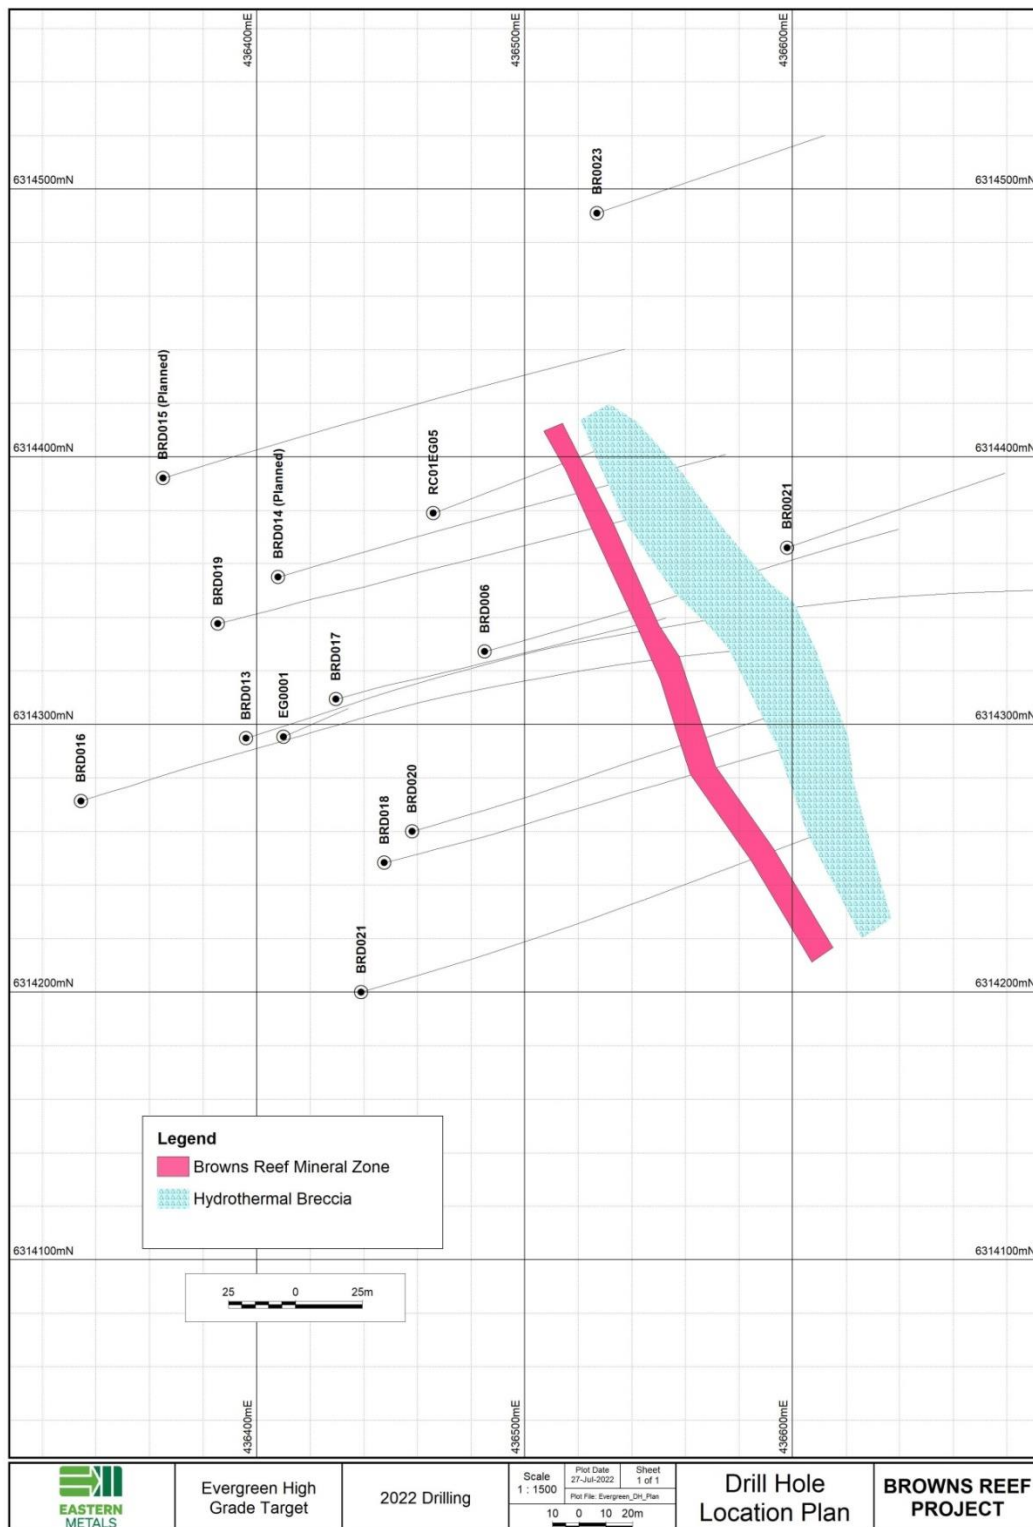 436400mE
436500mE
436600mE
BR0023
6314500mN
6314500mN
BRD015 (Planned)
6314400mN
6314400mN
RC01EG05
BRD014 (Planned)
BR0021
BRD019
BRD006
BRD017
BRD013
EG0001
6314300mN
6314300mN
BRD016
BRD020
BRD018
BRD021
6314200mN
6314200mN
Legend
Browns Reef Mineral Zone
Hydrothermal Breccia
6314100mN
6314100mN
25 0 25m
436400mE
436500mE
436600mE
EASTERN
METALS
Evergreen High
Grade Target
2022 Drilling
Scale
1 : 1500
Plot Date
27-Jul-2022
Sheet
1 of 1
Plot File: Evergreen_DH_Plan
10 0 10 20m
Drill Hole
Location Plan
BROWNS REEF
PROJECT